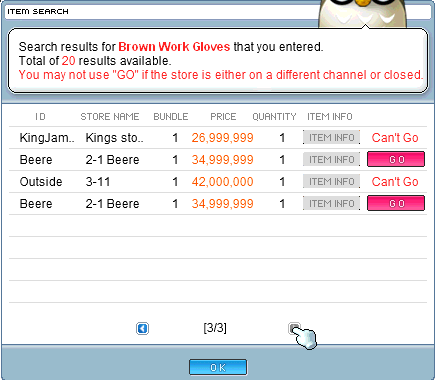 ITEM SEARCH
Search results for Brown Work Gloves that you entered.
Total of 20 results available.
You may not use "GO" if the store is either on a different channel or closed.
ID STORE NAME BUNDLE PRICE QUANTITY ITEM INFO
KingJam.. Kings sto.. 1 26,999,999 1 ITEM INFO Can't Go
Beere 2-1 Beere 1 34,999,999 1 ITEM INFO GO
Outside 3-11 1 42,000,000 1 ITEM INFO Can't Go
Beere 2-1 Beere 1 34,999,999 1 ITEM INFO GO
[3/3]
OK